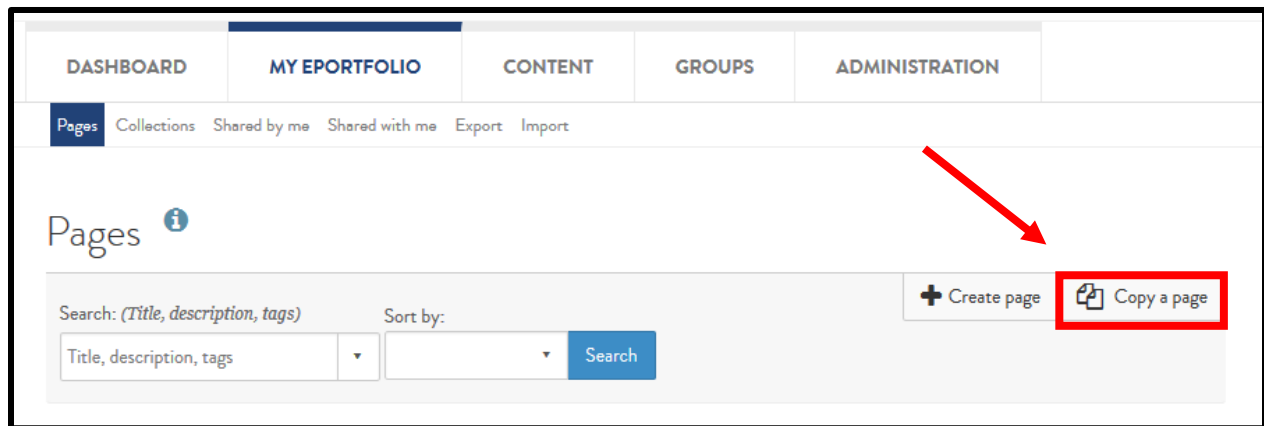 DASHBOARD MY EPORTFOLIO CONTENT GROUPS ADMINISTRATION
Pages Collections Shared by me Shared with me Export Import
Pages
Create page Copy a page
Search: (Title, description, tags) Sort by:
Title, description, tags Search